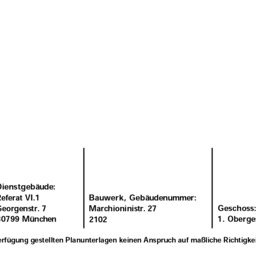 Dienstgebäude:
Referat VI.1
Georgenstr. 7
80799 München
Bauwerk, Gebäudenummer:
Marchioninistr. 27
2102
Geschoss:
1. Oberge
erfügung gestellten Planunterlagen keinen Anspruch auf maßliche Richtigkei